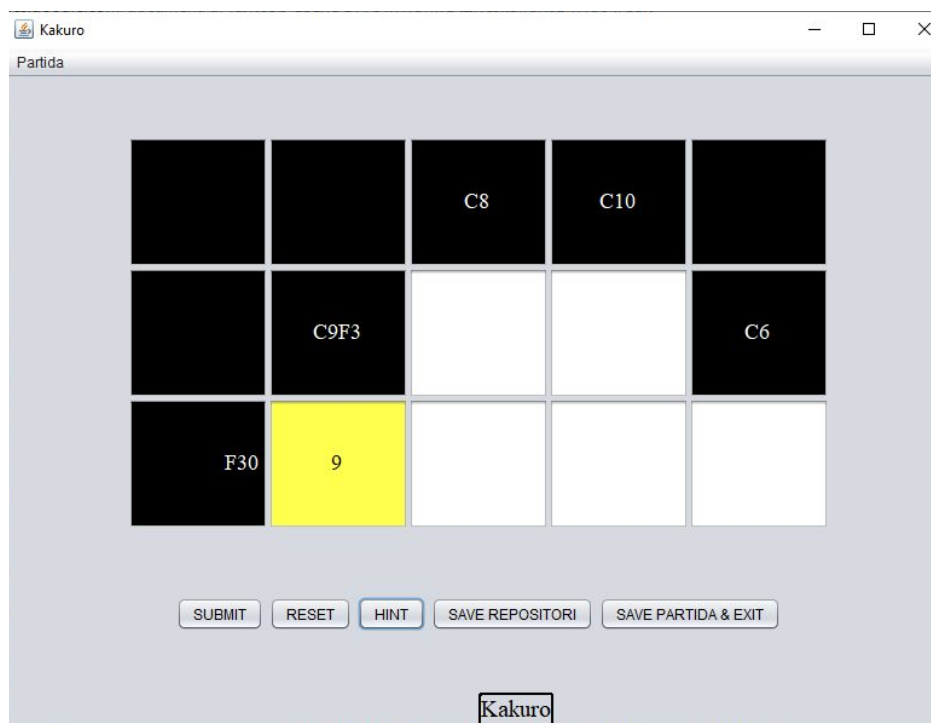 Kakuro
Partida
C8 C10
C9F3 C6
F30 9
SUBMIT RESET HINT SAVE REPOSITORI SAVE PARTIDA & EXIT
Kakuro